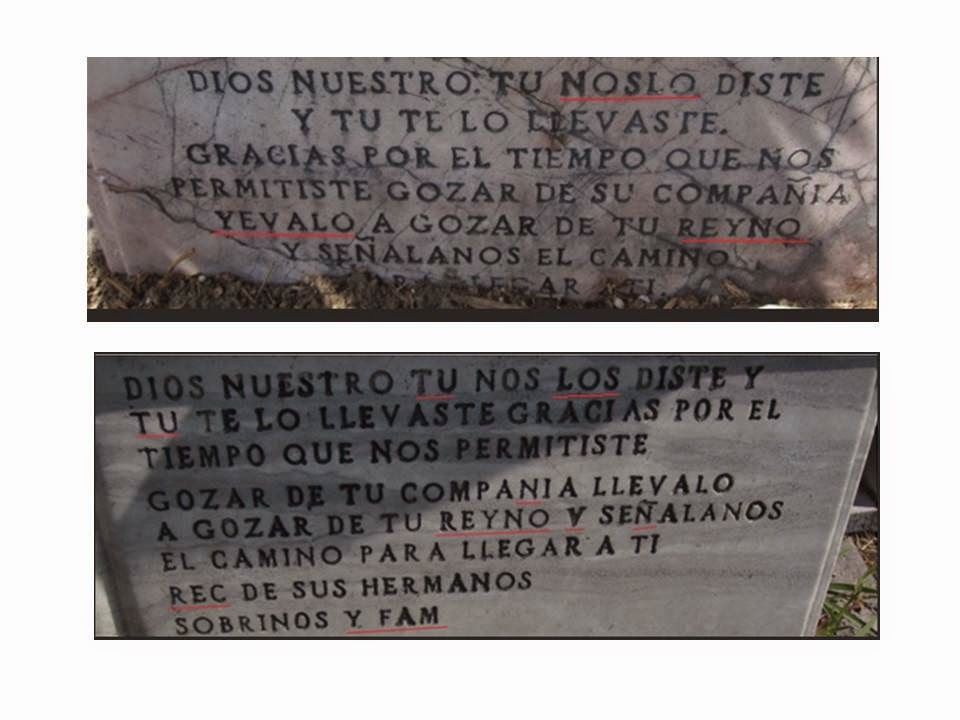 DIOS NUESTRO. TU NOSLO DISTE
Y TU TE LO LLEVASTE.
GRACIAS POR EL TIEMPO QUE NOS
PERMITISTE GOZAR DE SU COMPAÑIA
YEVALO A GOZAR DE TU REYNO
Y SEÑALANOS EL CAMINO
LLEGAR TI.
DIOS NUESTRO TU NOS LOS DISTE Y
TU TE LO LLEVASTE GRACIAS POR EL
TIEMPO QUE NOS PERMITISTE
GOZAR DE TU COMPANIA LLEVALO
A GOZAR DE TU REYNO Y SEÑALANOS
EL CAMINO PARA LLEGAR A TI
REC DE SUS HERMANOS
SOBRINOS Y FAM